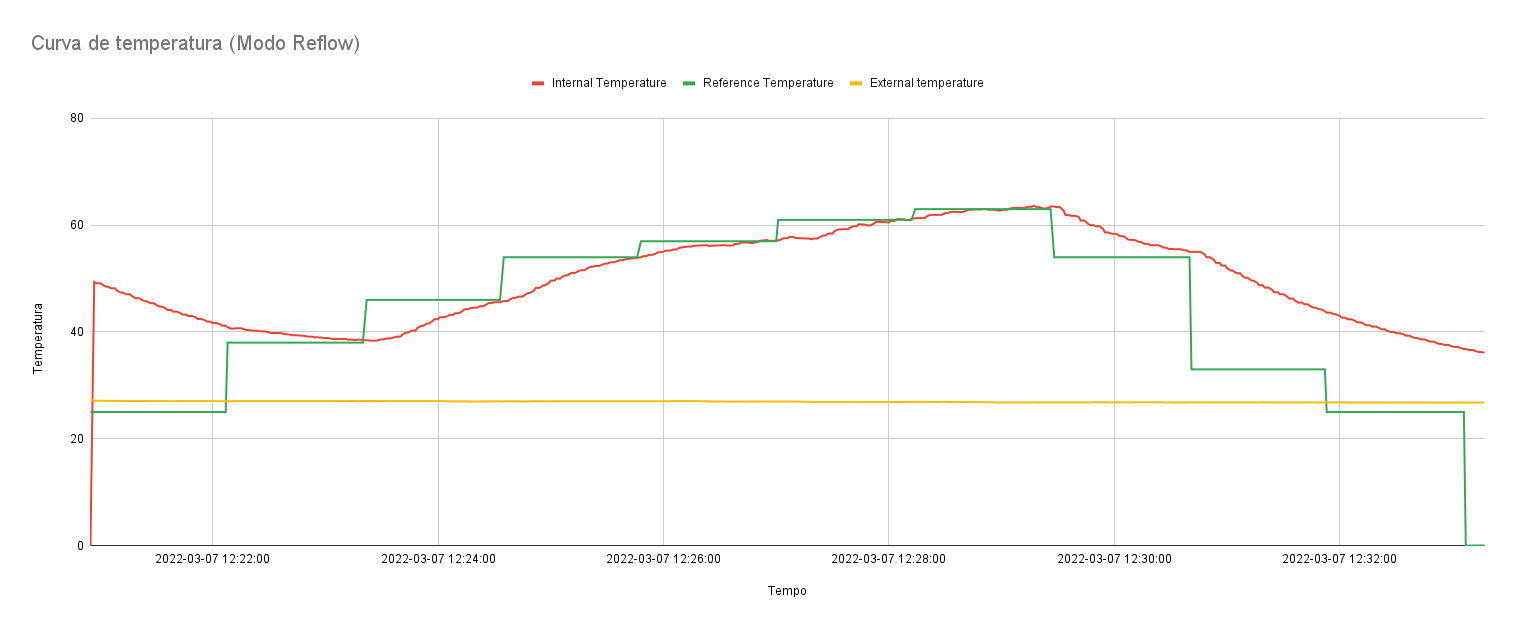 Curva de temperatura (Modo Reflow)
Internal Temperature Reference Temperature External temperature
80
60
40
20
0
Temperatura
2022-03-07 12:22:00 2022-03-07 12:24:00 2022-03-07 12:26:00 2022-03-07 12:28:00 2022-03-07 12:30:00 2022-03-07 12:32:00
Tempo